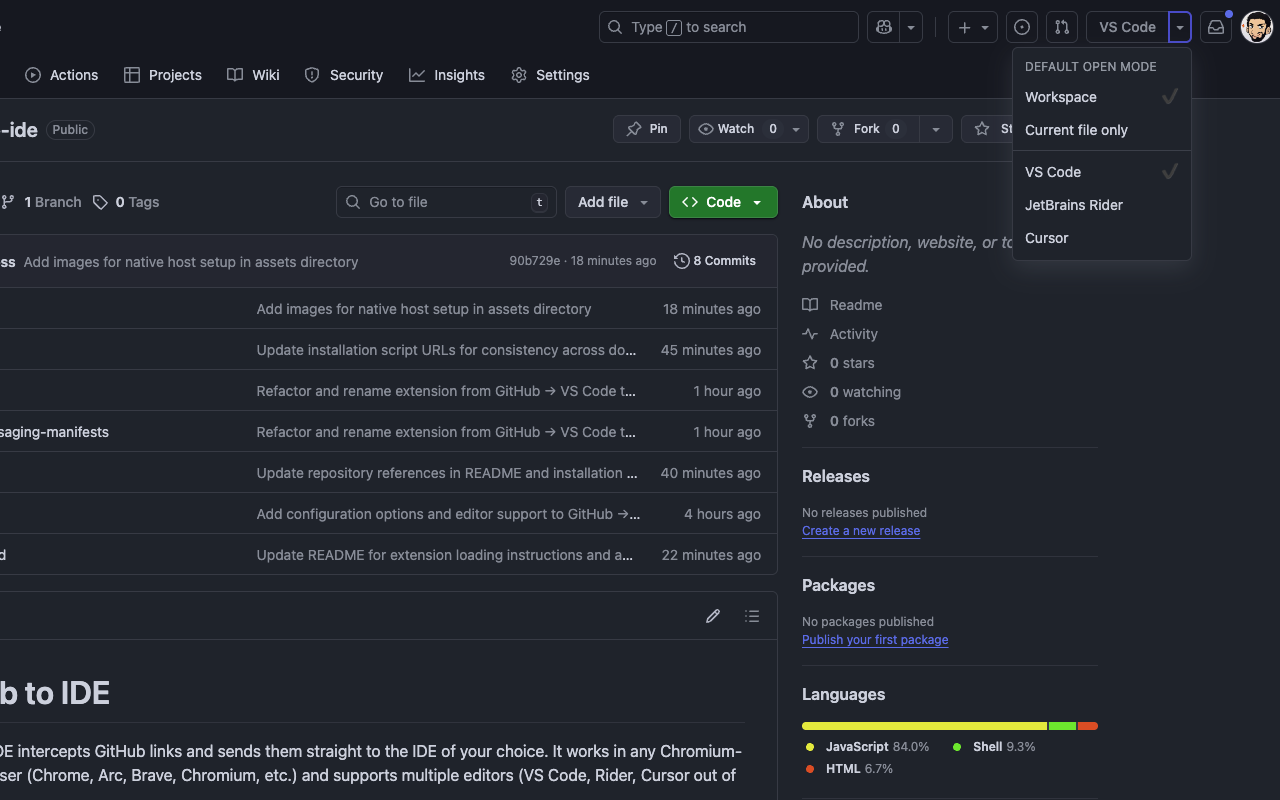 Type / to search
VS Code
DEFAULT OPEN MODE
Workspace
Current file only
VS Code
JetBrains Rider
Cursor
Actions
Projects
Wiki
Security
Insights
Settings
-ide
Public
Pin
Watch 0
Fork 0
St
1 Branch
0 Tags
Go to file t
Add file
Code
ss Add images for native host setup in assets directory
90b729e · 18 minutes ago
8 Commits
Add images for native host setup in assets directory 18 minutes ago
Update installation script URLs for consistency across do... 45 minutes ago
Refactor and rename extension from GitHub → VS Code t... 1 hour ago
saging-manifests Refactor and rename extension from GitHub → VS Code t... 1 hour ago
Update repository references in README and installation ... 40 minutes ago
Add configuration options and editor support to GitHub →... 4 hours ago
d Update README for extension loading instructions and a... 22 minutes ago
b to IDE
DE intercepts GitHub links and sends them straight to the IDE of your choice. It works in any Chromium-
ser (Chrome, Arc, Brave, Chromium, etc.) and supports multiple editors (VS Code, Rider, Cursor out of
About
No description, website, or to
provided.
Readme
Activity
0 stars
0 watching
0 forks
Releases
No releases published
Create a new release
Packages
No packages published
Publish your first package
Languages
JavaScript 84.0%
Shell 9.3%
HTML 6.7%